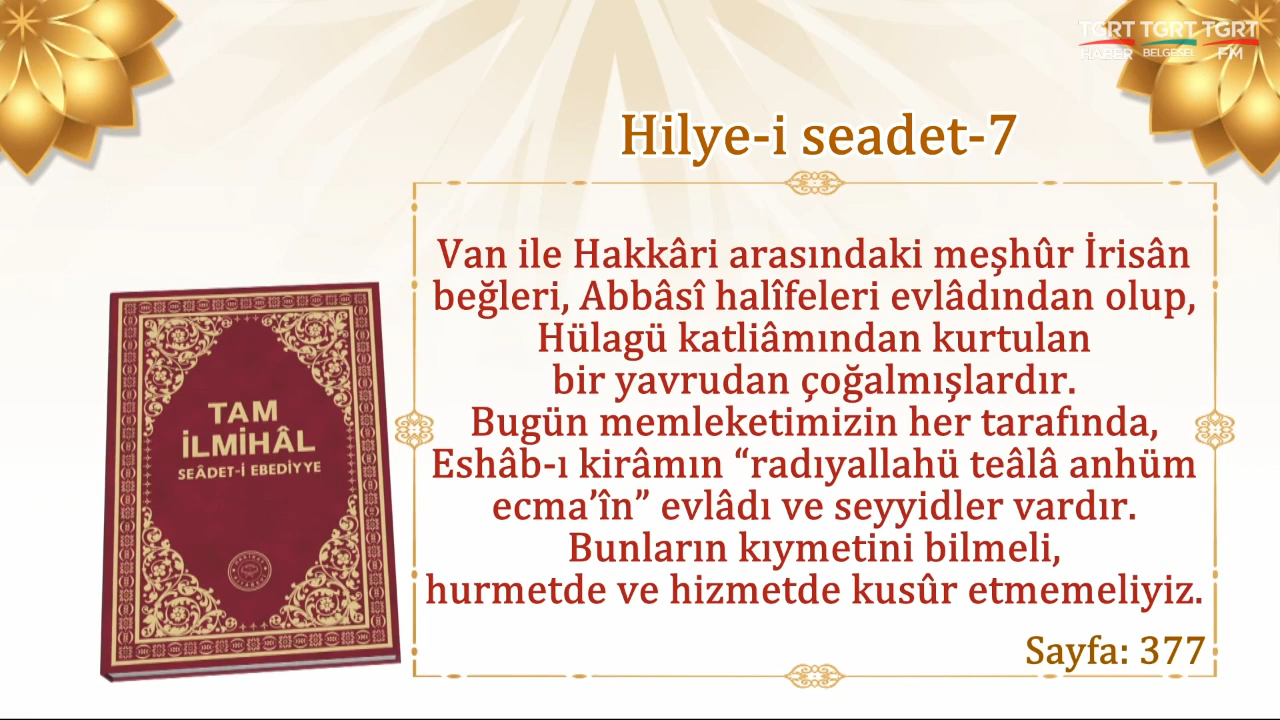 TGRT TGRT TGRT
HABER BELGESEL FM
Hilye-i seadet-7
Van ile Hakkâri arasındaki meşhûr İrisân
beğleri, Abbâsî halîfeleri evlâdından olup,
Hülagü katliâmından kurtulan
bir yavrudan çoğalmışlardır.
Bugün memleketimizin her tarafında,
Eshâb-ı kirâmın “radıyallahü teâlâ anhüm
ecma’în” evlâdı ve seyyidler vardır.
Bunların kıymetini bilmeli,
hurmetde ve hizmetde kusûr etmemeliyiz.
Sayfa: 377
TAM
İLMİHÂL
SEÂDET-İ EBEDİYYE